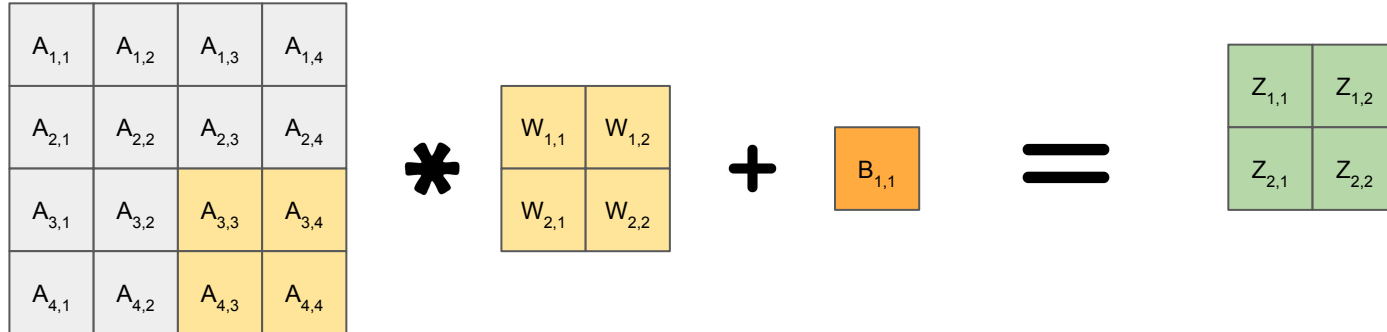 A1,1 A1,2 A1,3 A1,4
A2,1 A2,2 A2,3 A2,4
A3,1 A3,2 A3,3 A3,4
A4,1 A4,2 A4,3 A4,4
*
W1,1 W1,2
W2,1 W2,2
+
B1,1
=
Z1,1 Z1,2
Z2,1 Z2,2